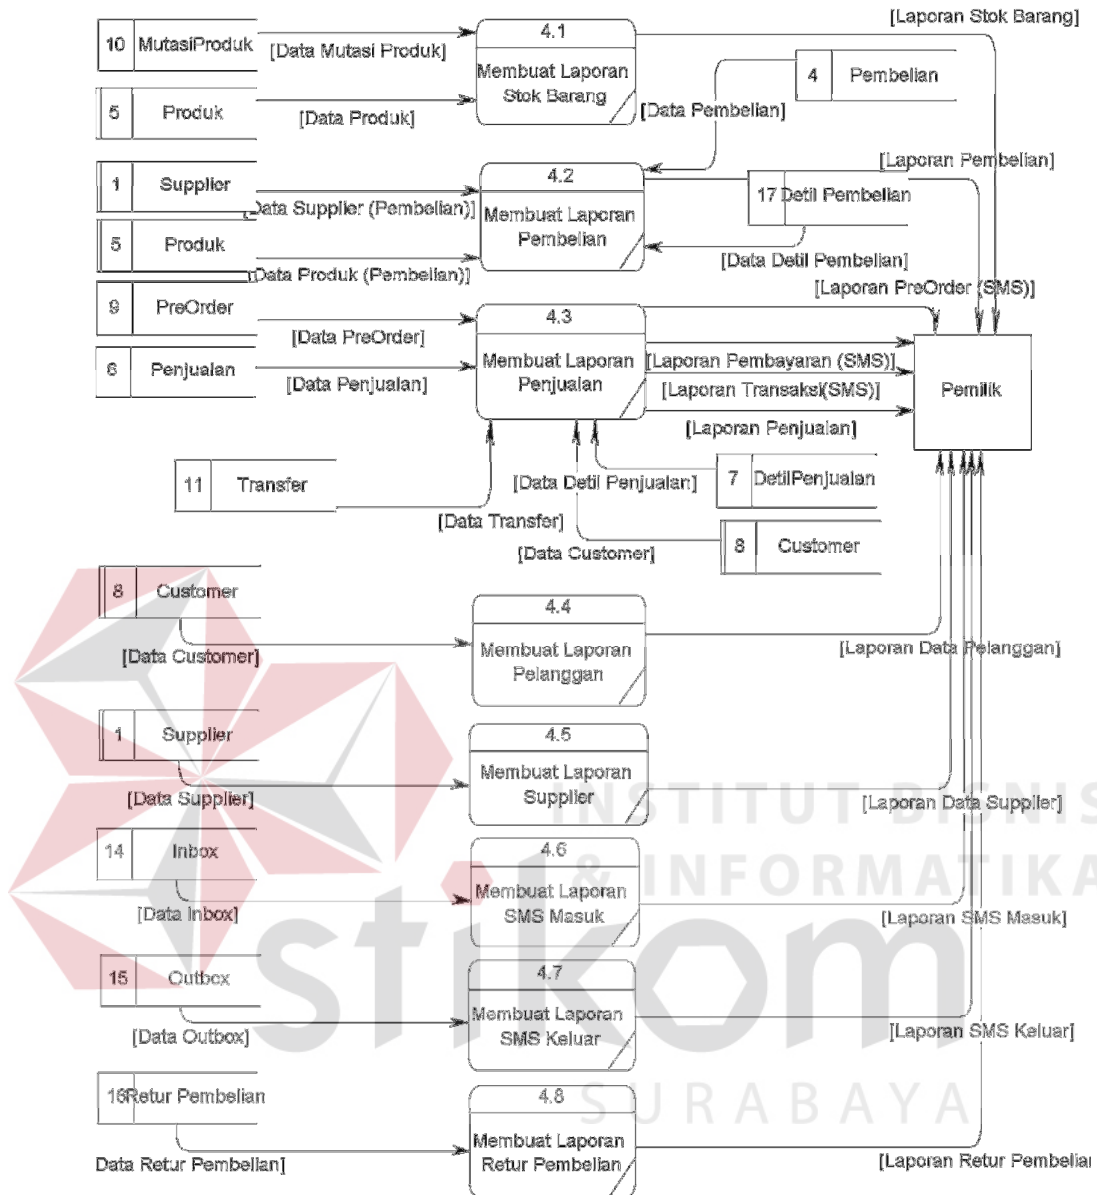 [Laporan Stok Barang]
10 MutasiProduk
[Data Mutasi Produk]
4.1
Membuat Laporan
Stok Barang
4 Pembelian
5 Produk
[Data Produk]
[Data Pembelian]
[Laporan Pembelian]
1 Supplier
[Data Supplier (Pembelian)]
4.2
Membuat Laporan
Pembelian
17 Detil Pembelian
5 Produk
[Data Produk (Pembelian)]
[Data Detil Pembelian]
[Laporan PreOrder (SMS)]
9 PreOrder
[Data PreOrder]
4.3
Membuat Laporan
Penjualan
[Laporan Pembayaran (SMS)]
6 Penjualan
[Data Penjualan]
[Laporan Transaksi(SMS)]
[Laporan Penjualan]
Pemilik
11 Transfer
[Data Transfer]
[Data Detil Penjualan]
7 DetilPenjualan
[Data Customer]
8 Customer
8 Customer
[Data Customer]
4.4
Membuat Laporan
Pelanggan
[Laporan Data Pelanggan]
1 Supplier
[Data Supplier]
4.5
Membuat Laporan
Supplier
[Laporan Data Supplier]
14 Inbox
[Data Inbox]
4.6
Membuat Laporan
SMS Masuk
[Laporan SMS Masuk]
15 Outbox
[Data Outbox]
4.7
Membuat Laporan
SMS Keluar
[Laporan SMS Keluar]
16 Retur Pembelian
Data Retur Pembelian]
4.8
Membuat Laporan
Retur Pembelian
[Laporan Retur Pembelian
INSTITUT BISNIS
& INFORMATIKA
stikom
SURABAYA